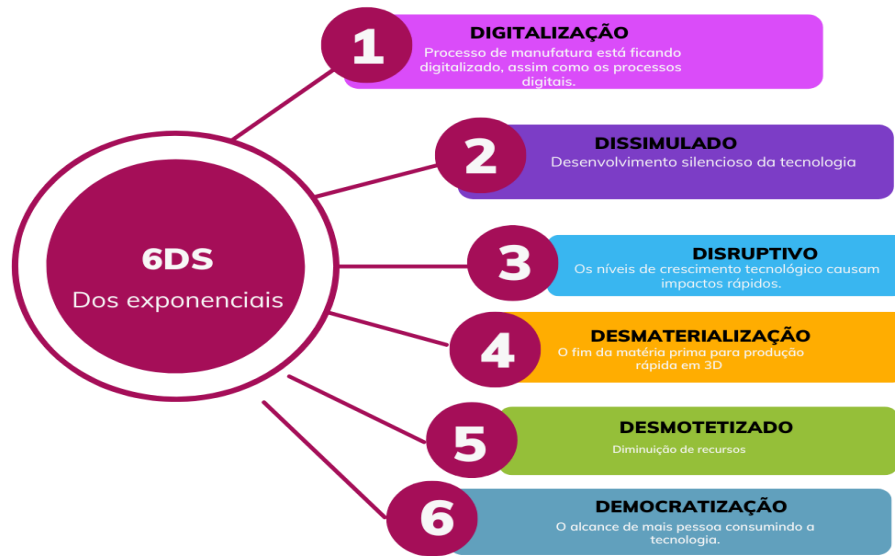 6DS
Dos exponenciais
1
DIGITALIZAÇÃO
Processo de manufatura está ficando
digitalizado, assim como os processos
digitais.
2
DISSIMULADO
Desenvolvimento silencioso da tecnologia
3
DISRUPTIVO
Os níveis de crescimento tecnológico causam
impactos rápidos.
4
DESMATERIALIZAÇÃO
O fim da matéria prima para produção
rápida em 3D
5
DESMOTETIZADO
Diminuição de recursos
6
DEMOCRATIZAÇÃO
O alcance de mais pessoa consumindo a
tecnologia.